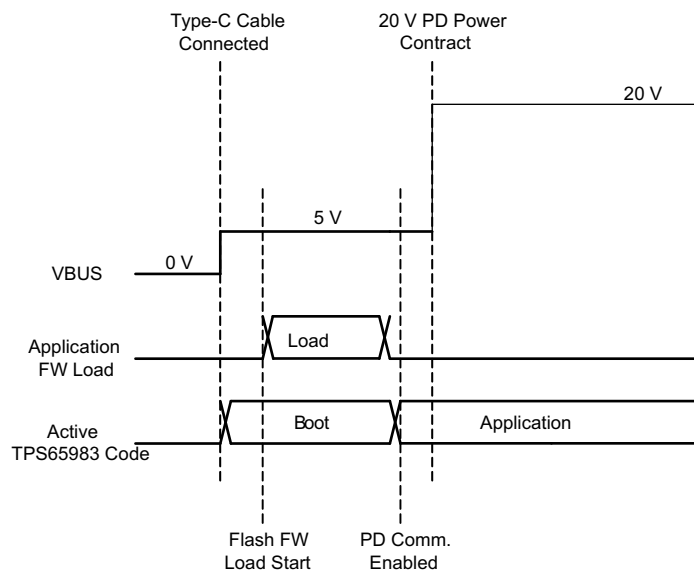 Type-C Cable
Connected
20 V PD Power
Contract
20 V
5 V
0 V
VBUS
Load
Application
FW Load
Boot
Application
Active
TPS65983 Code
Flash FW
Load Start
PD Comm.
Enabled